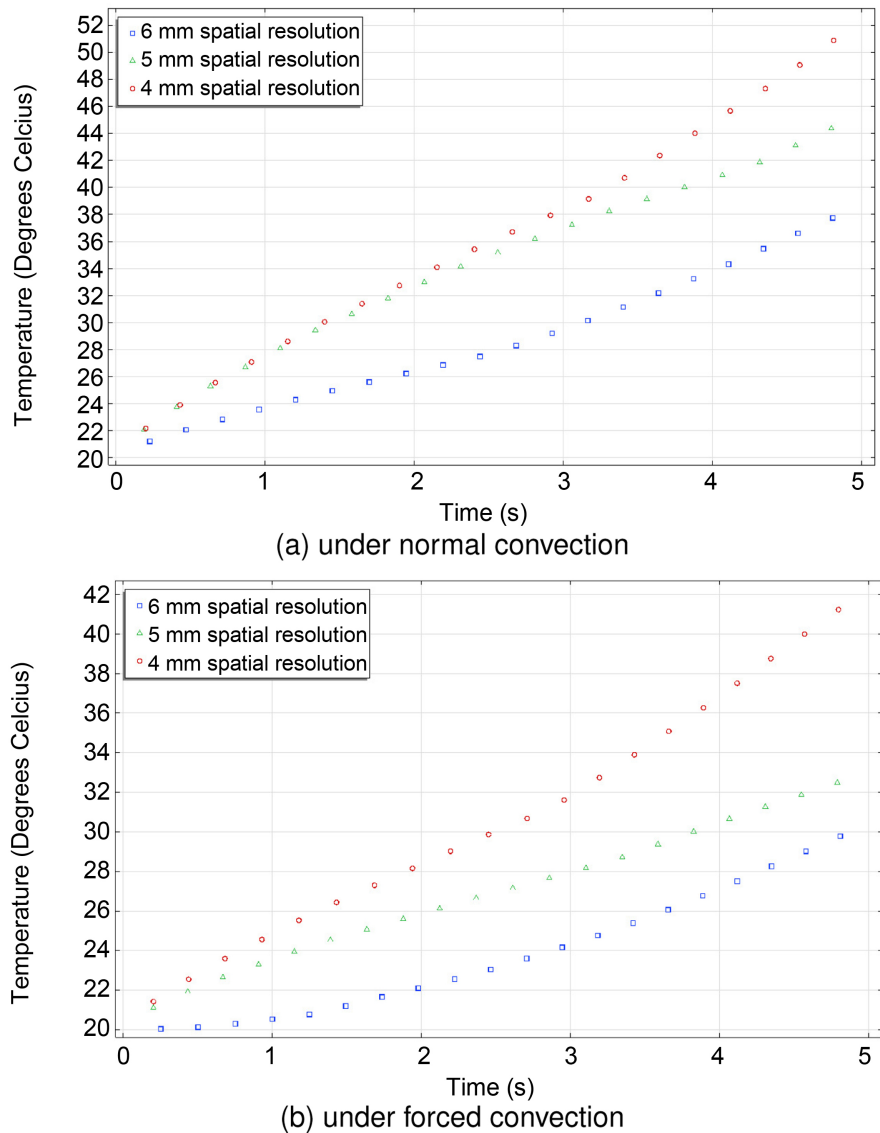 52
50
48
46
44
42
40
38
36
34
32
30
28
26
24
22
20
Temperature (Degrees Celcius)
6 mm spatial resolution
5 mm spatial resolution
4 mm spatial resolution
0 1 2 3 4 5
Time (s)
(a) under normal convection
42
40
38
36
34
32
30
28
26
24
22
20
Temperature (Degrees Celcius)
6 mm spatial resolution
5 mm spatial resolution
4 mm spatial resolution
0 1 2 3 4 5
Time (s)
(b) under forced convection